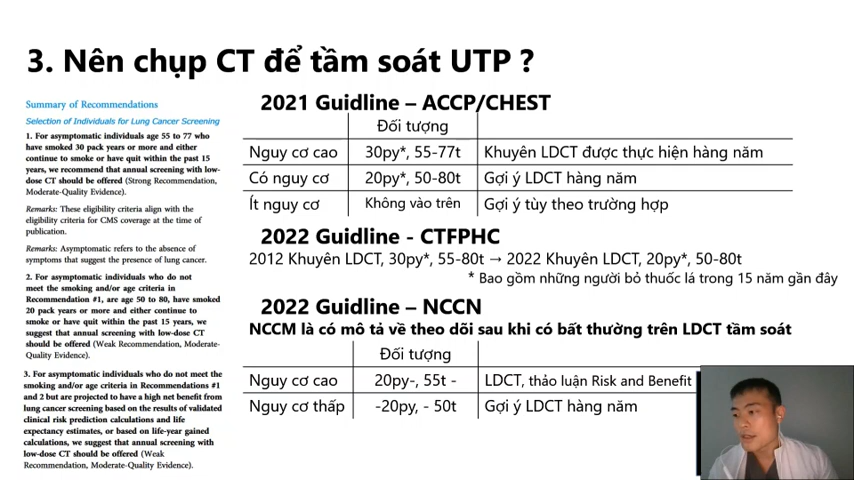 3. Nên chụp CT để tầm soát UTP ?
Summary of Recommendations
Selection of Individuals for Lung Cancer Screening
1. For asymptomatic individuals age 55 to 77 who
have smoked 30 pack years or more and either
continue to smoke or have quit within the past 15
years, we recommend that annual screening with low-
dose CT should be offered (Strong Recommendation,
Moderate-Quality Evidence).
Remarks: These eligibility criteria align with the
eligibility criteria for CMS coverage at the time of
publication.
Remarks: Asymptomatic refers to the absence of
symptoms that suggest the presence of lung cancer.
2. For asymptomatic individuals who do not
meet the smoking and/or age criteria in
Recommendation #1, are age 50 to 80, have smoked
20 pack years or more and either continue to
smoke or have quit within the past 15 years, we
suggest that annual screening with low-dose CT
should be offered (Weak Recommendation, Moderate-
Quality Evidence).
3. For asymptomatic individuals who do not meet the
smoking and/or age criteria in Recommendations #1
and 2 but are projected to have a high net benefit from
lung cancer screening based on the results of validated
clinical risk prediction calculations and life
expectancy estimates, or based on life-year gained
calculations, we suggest that annual screening with
low-dose CT should be offered (Weak
Recommendation, Moderate-Quality Evidence).
2021 Guidline – ACCP/CHEST
Đối tượng
Nguy cơ cao 30py*, 55-77t Khuyên LDCT được thực hiện hàng năm
Có nguy cơ 20py*, 50-80t Gợi ý LDCT hàng năm
Ít nguy cơ Không vào trên Gợi ý tùy theo trường hợp
2022 Guidline - CTFPHC
2012 Khuyên LDCT, 30py*, 55-80t → 2022 Khuyên LDCT, 20py*, 50-80t
* Bao gồm những người bỏ thuốc lá trong 15 năm gần đây
2022 Guidline – NCCN
NCCM là có mô tả về theo dõi sau khi có bất thường trên LDCT tầm soát
Đối tượng
Nguy cơ cao 20py-, 55t - LDCT, thảo luận Risk and Benefit
Nguy cơ thấp -20py, - 50t Gợi ý LDCT hàng năm